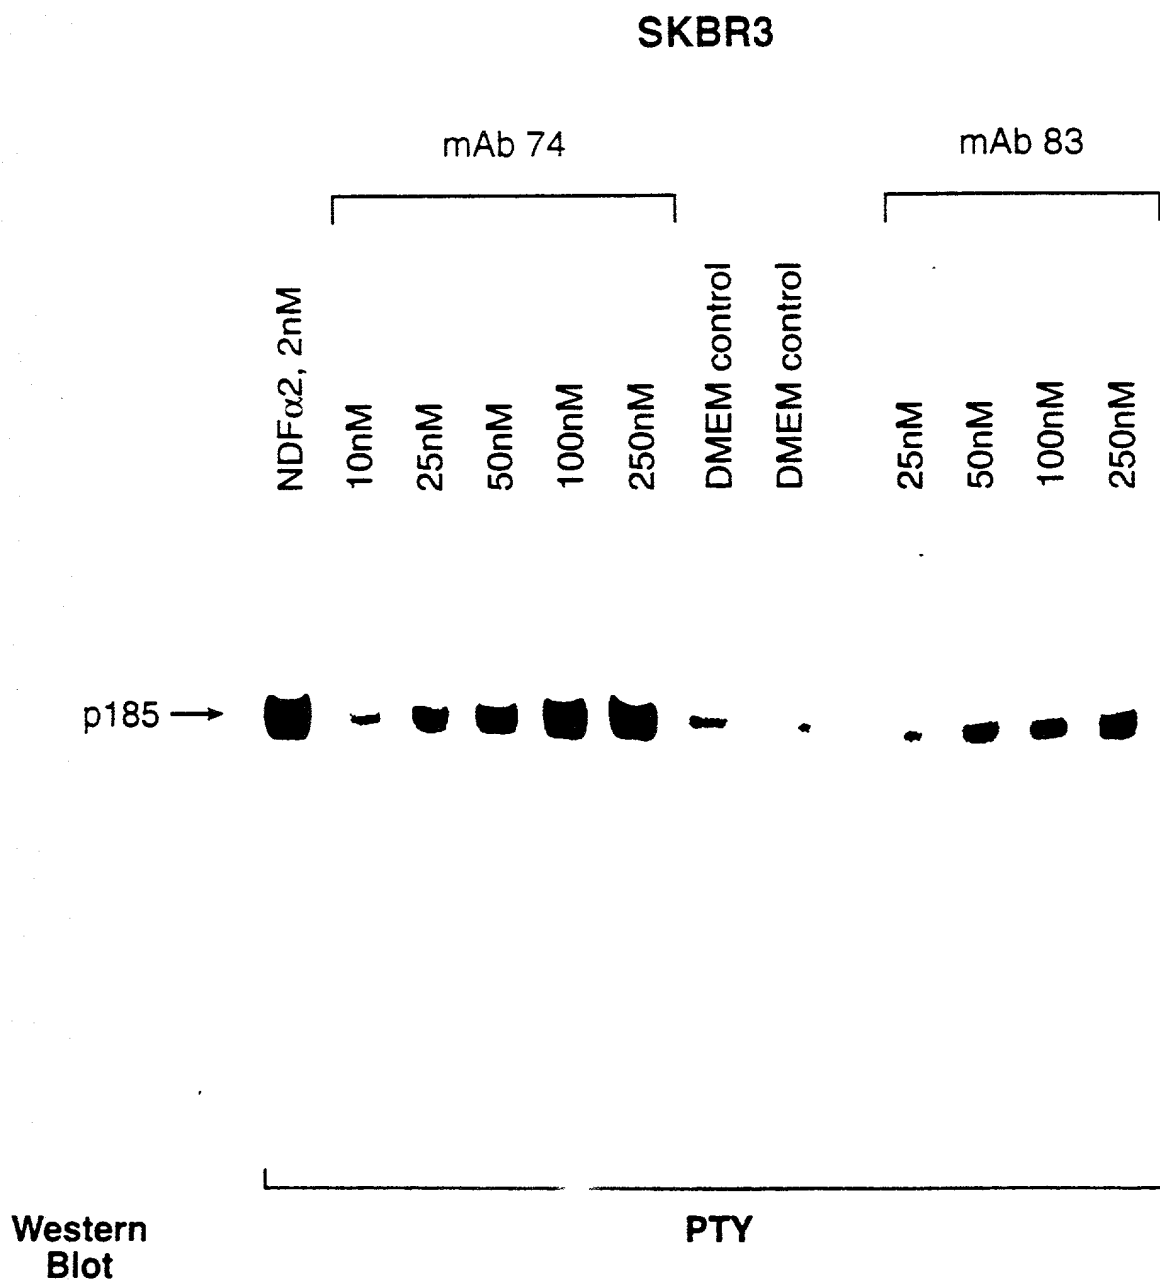 SKBR3
mAb 74
mAb 83
NDFα2, 2nM
10nM
25nM
50nM
100nM
250nM
DMEM control
DMEM control
25nM
50nM
100nM
250nM
p185
PTY
Western
Blot